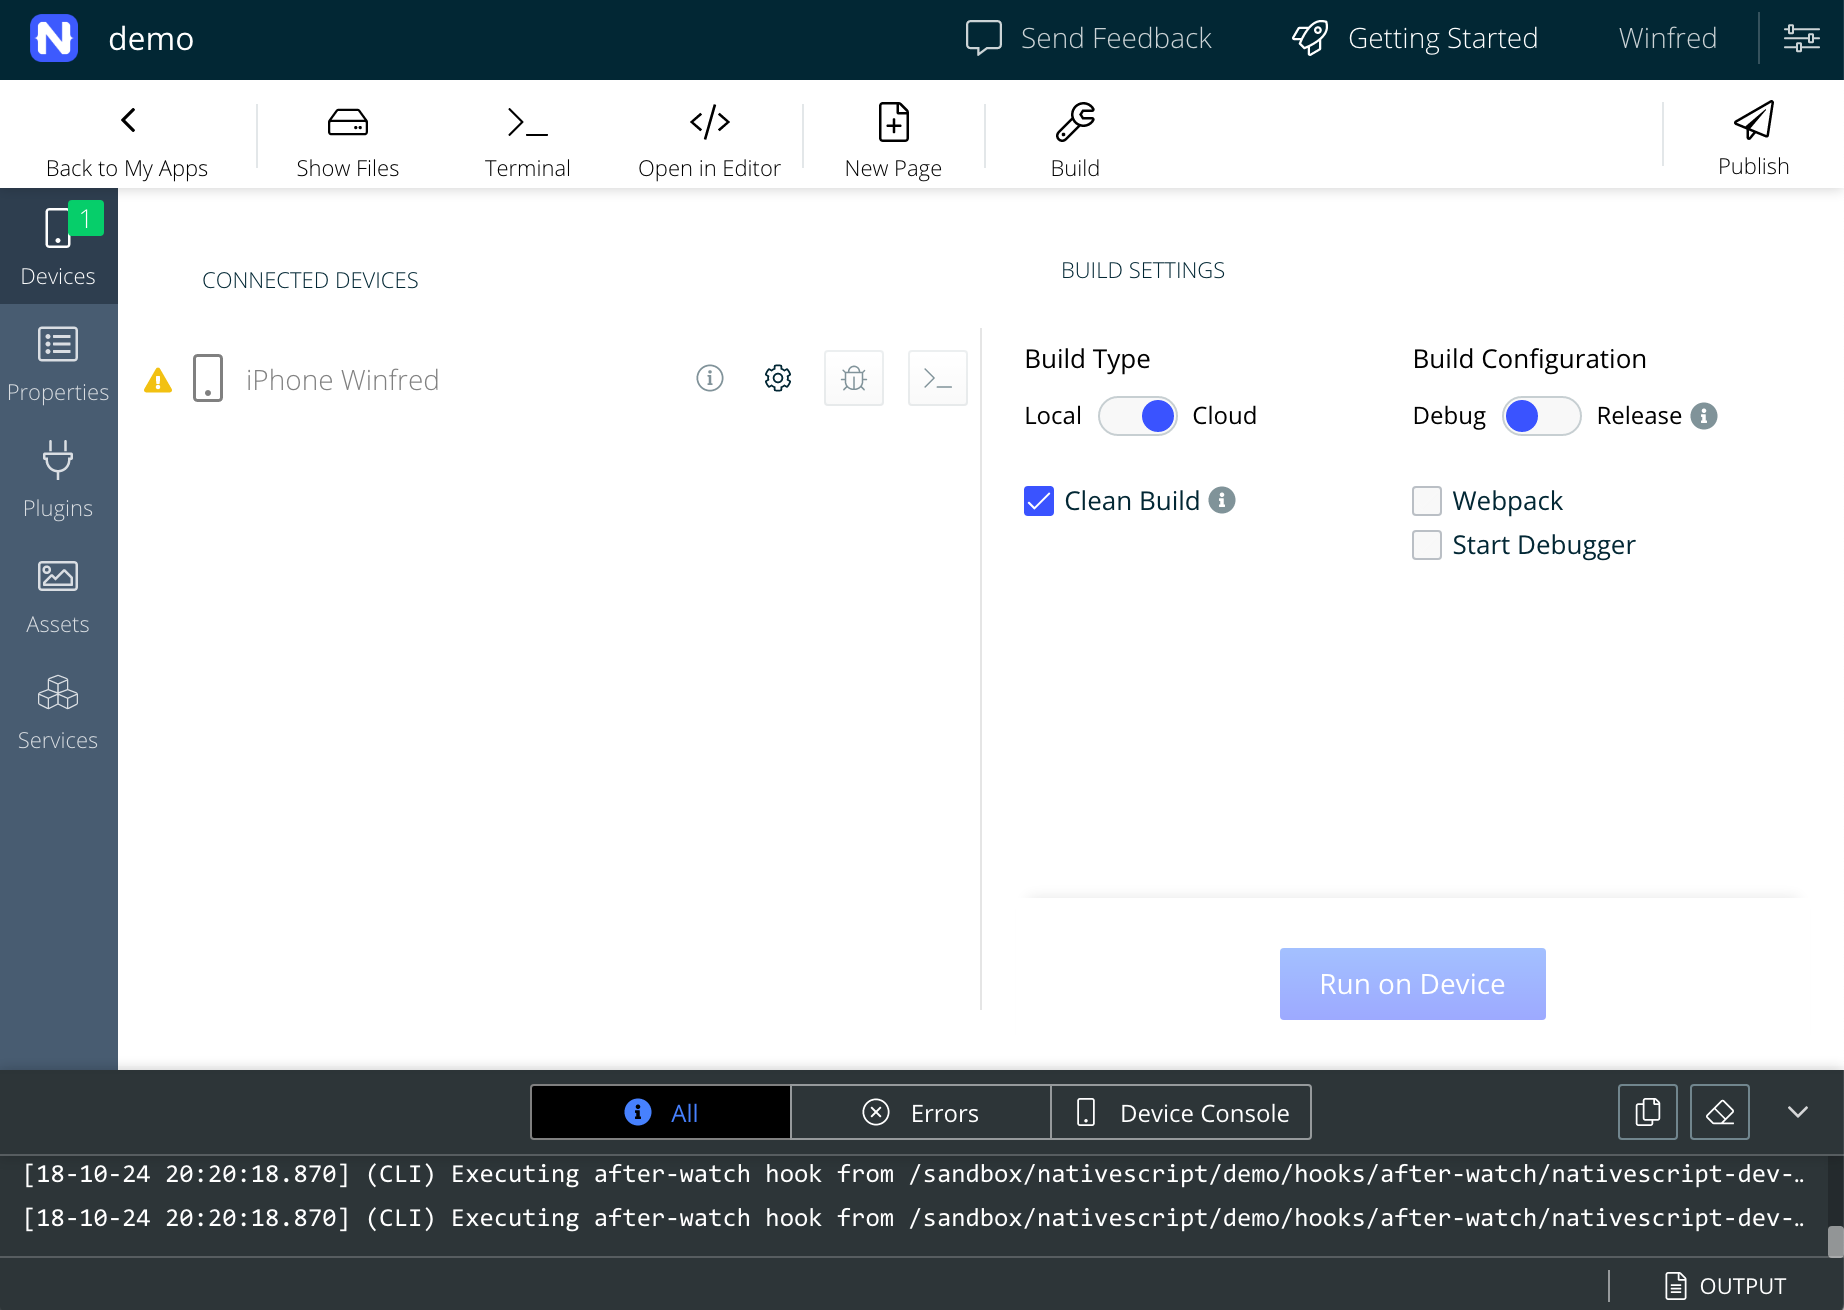 demo
Send Feedback
Getting Started
Winfred
Back to My Apps
Show Files
Terminal
Open in Editor
New Page
Build
Publish
1
Devices
Properties
Plugins
Assets
Services
CONNECTED DEVICES
iPhone Winfred
BUILD SETTINGS
Build Type
Local Cloud
Clean Build
Build Configuration
Debug Release
Webpack
Start Debugger
Run on Device
All
Errors
Device Console
[18-10-24 20:20:18.870] (CLI) Executing after-watch hook from /sandbox/nativescript/demo/hooks/after-watch/nativescript-dev-…
[18-10-24 20:20:18.870] (CLI) Executing after-watch hook from /sandbox/nativescript/demo/hooks/after-watch/nativescript-dev-…
OUTPUT